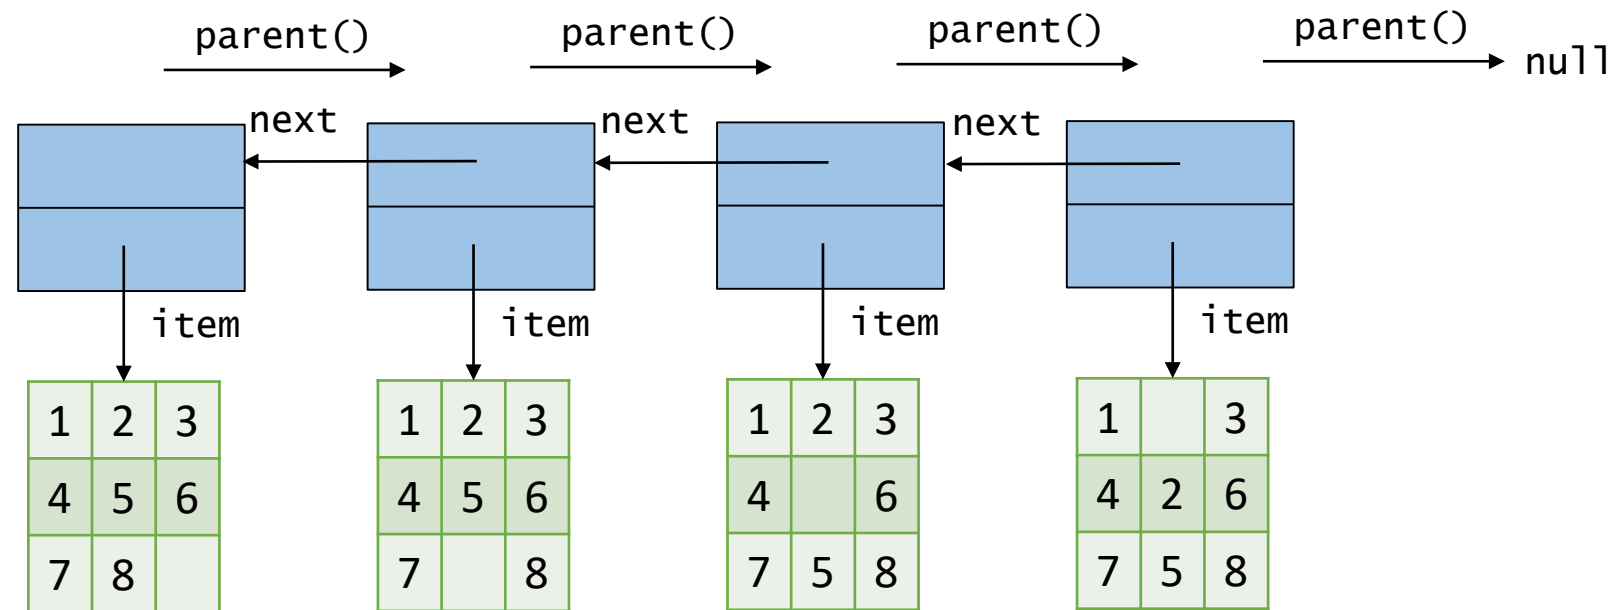 parent() parent() parent() parent() null
next next next
item item item item
1 2 3 1 2 3 1 2 3 1 3
4 5 6 4 5 6 4 6 4 2 6
7 8 7 8 7 5 8 7 5 8